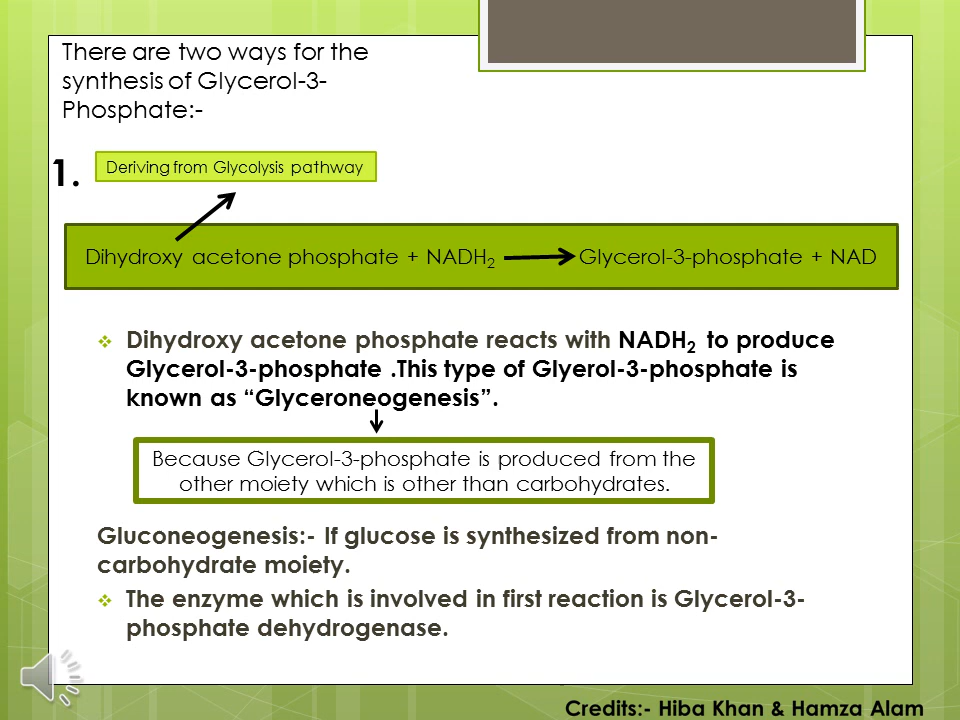 There are two ways for the
synthesis of Glycerol-3-
Phosphate:-
1.
Deriving from Glycolysis pathway
Dihydroxy acetone phosphate + NADH₂ → Glycerol-3-phosphate + NAD
❖ Dihydroxy acetone phosphate reacts with NADH₂ to produce
Glycerol-3-phosphate .This type of Glyerol-3-phosphate is
known as “Glyceroneogenesis”.
Because Glycerol-3-phosphate is produced from the
other moiety which is other than carbohydrates.
Gluconeogenesis:- If glucose is synthesized from non-
carbohydrate moiety.
❖ The enzyme which is involved in first reaction is Glycerol-3-
phosphate dehydrogenase.
Credits:- Hiba Khan & Hamza Alam